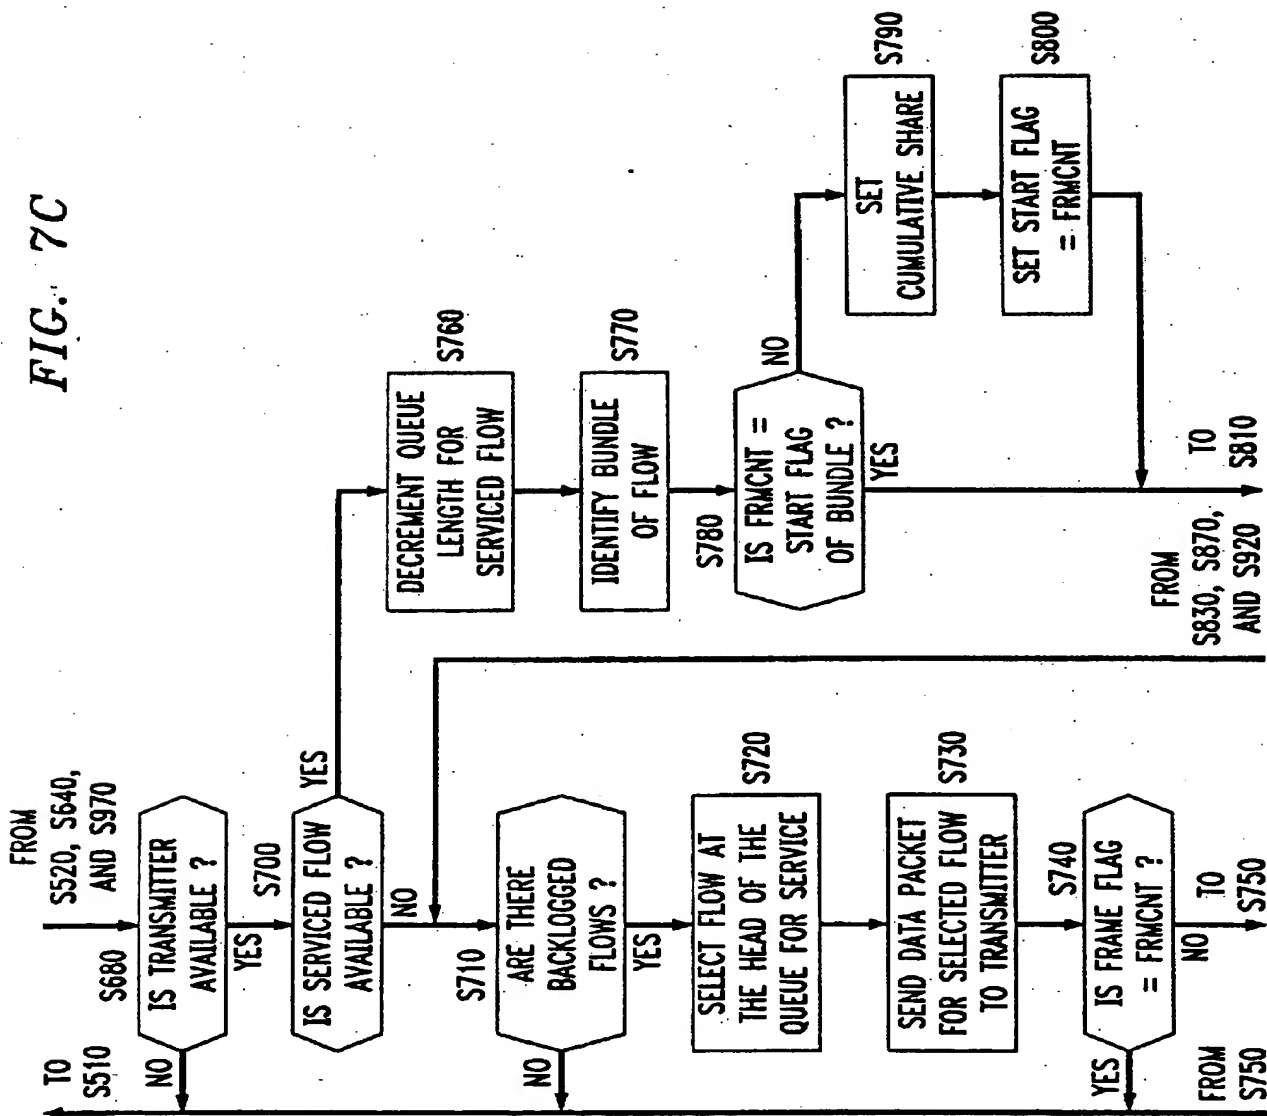 FIG. 7C
FROM
S520, S640,
AND S970
TO
S510
S680
IS TRANSMITTER
AVAILABLE ?
NO
YES
S700
IS SERVICED FLOW
AVAILABLE ?
YES
NO
S710
ARE THERE
BACKLOGGED
FLOWS ?
NO
YES
SELECT FLOW AT
THE HEAD OF THE
QUEUE FOR SERVICE
S720
SEND DATA PACKET
FOR SELECTED FLOW
TO TRANSMITTER
S730
S740
IS FRAME FLAG
= FRMCNT ?
YES
NO
FROM
S750
TO
S750
DECREMENT QUEUE
LENGTH FOR
SERVICED FLOW
S760
IDENTIFY BUNDLE
OF FLOW
S770
S780
IS FRMCNT =
START FLAG
OF BUNDLE ?
NO
YES
SET
CUMULATIVE SHARE
S790
SET START FLAG
= FRMCNT
S800
FROM
S830, S870,
AND S920
TO
S810